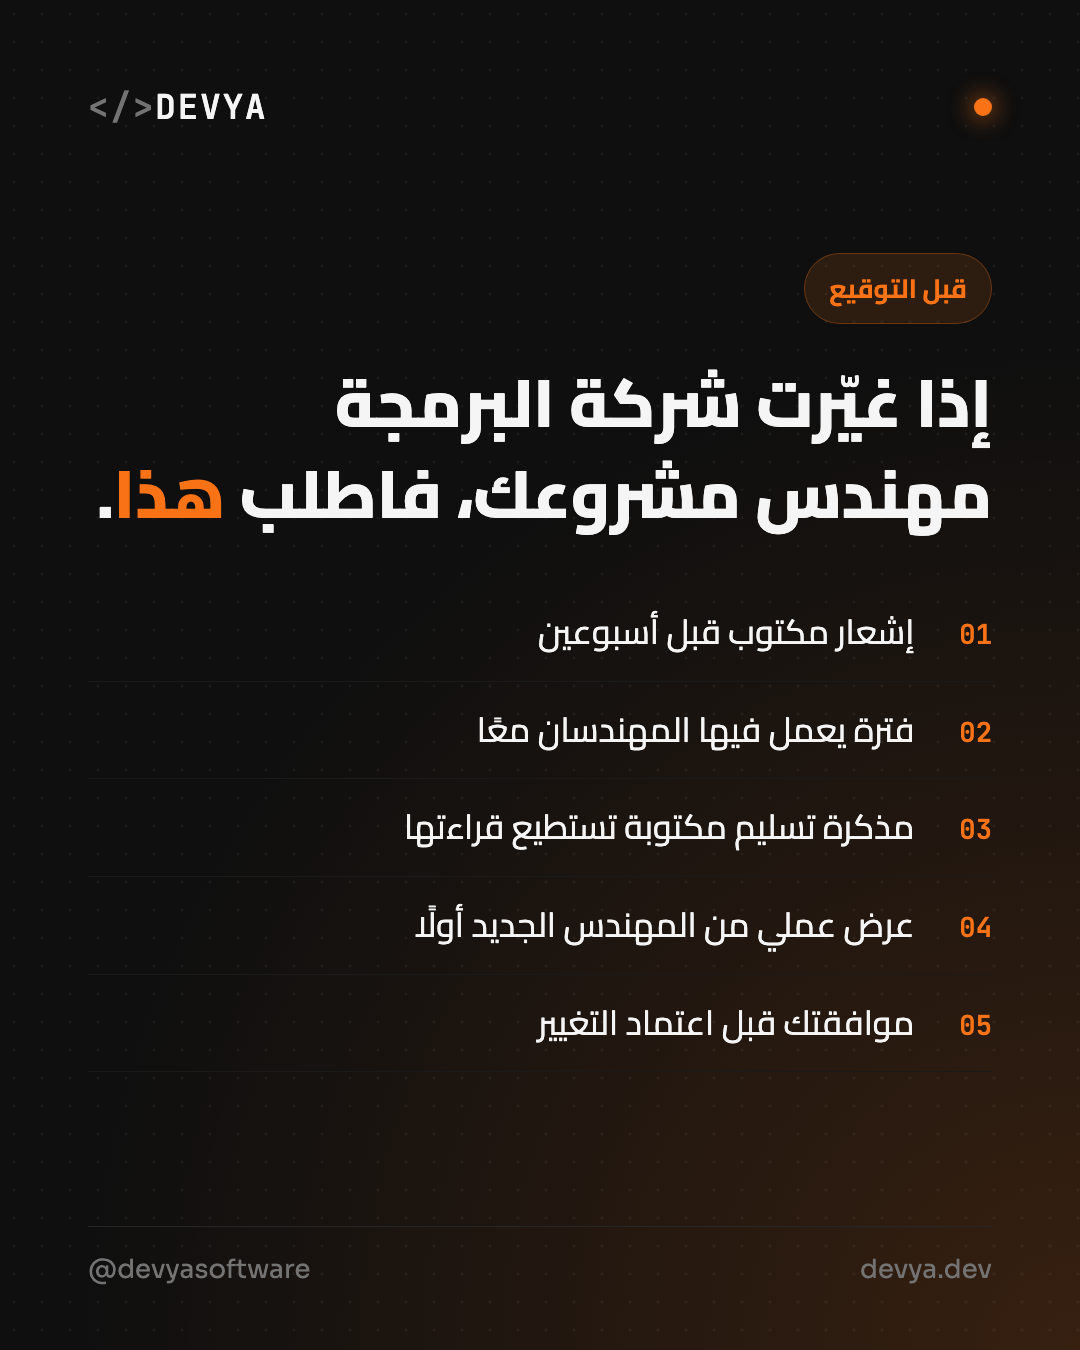 </>DEVYA
قبل التوقيع
إذا غيّرت شركة البرمجة
مهندس مشروعك، فاطلب هذا.
01 إشعار مكتوب قبل أسبوعين
02 فترة يعمل فيها المهندسان معًا
03 مذكرة تسليم مكتوبة تستطيع قراءتها
04 عرض عملي من المهندس الجديد أولًا
05 موافقتك قبل اعتماد التغيير
@devyasoftware devya.dev